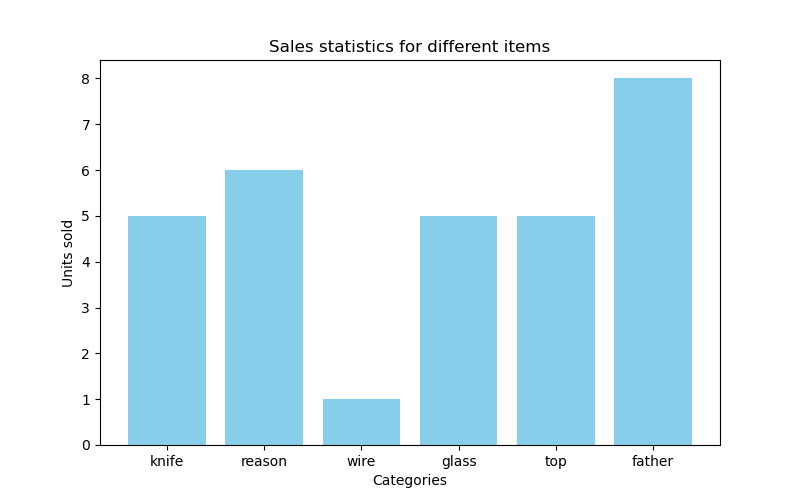 Sales statistics for different items
8
7
6
5
4
3
2
1
0
Units sold
knife reason wire glass top father
Categories